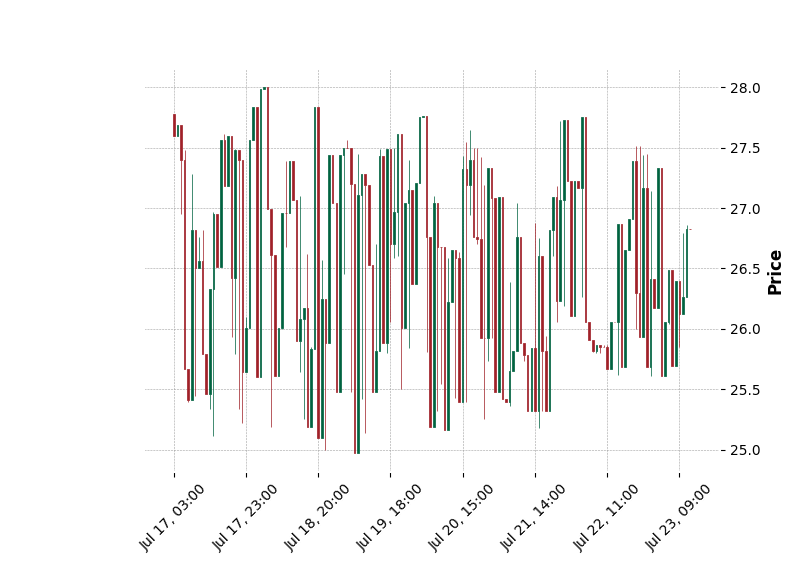 28.0
27.5
27.0
26.5
26.0
25.5
25.0
Price
Jul 17, 03:00
Jul 17, 23:00
Jul 18, 20:00
Jul 19, 18:00
Jul 20, 15:00
Jul 21, 14:00
Jul 22, 11:00
Jul 23, 09:00